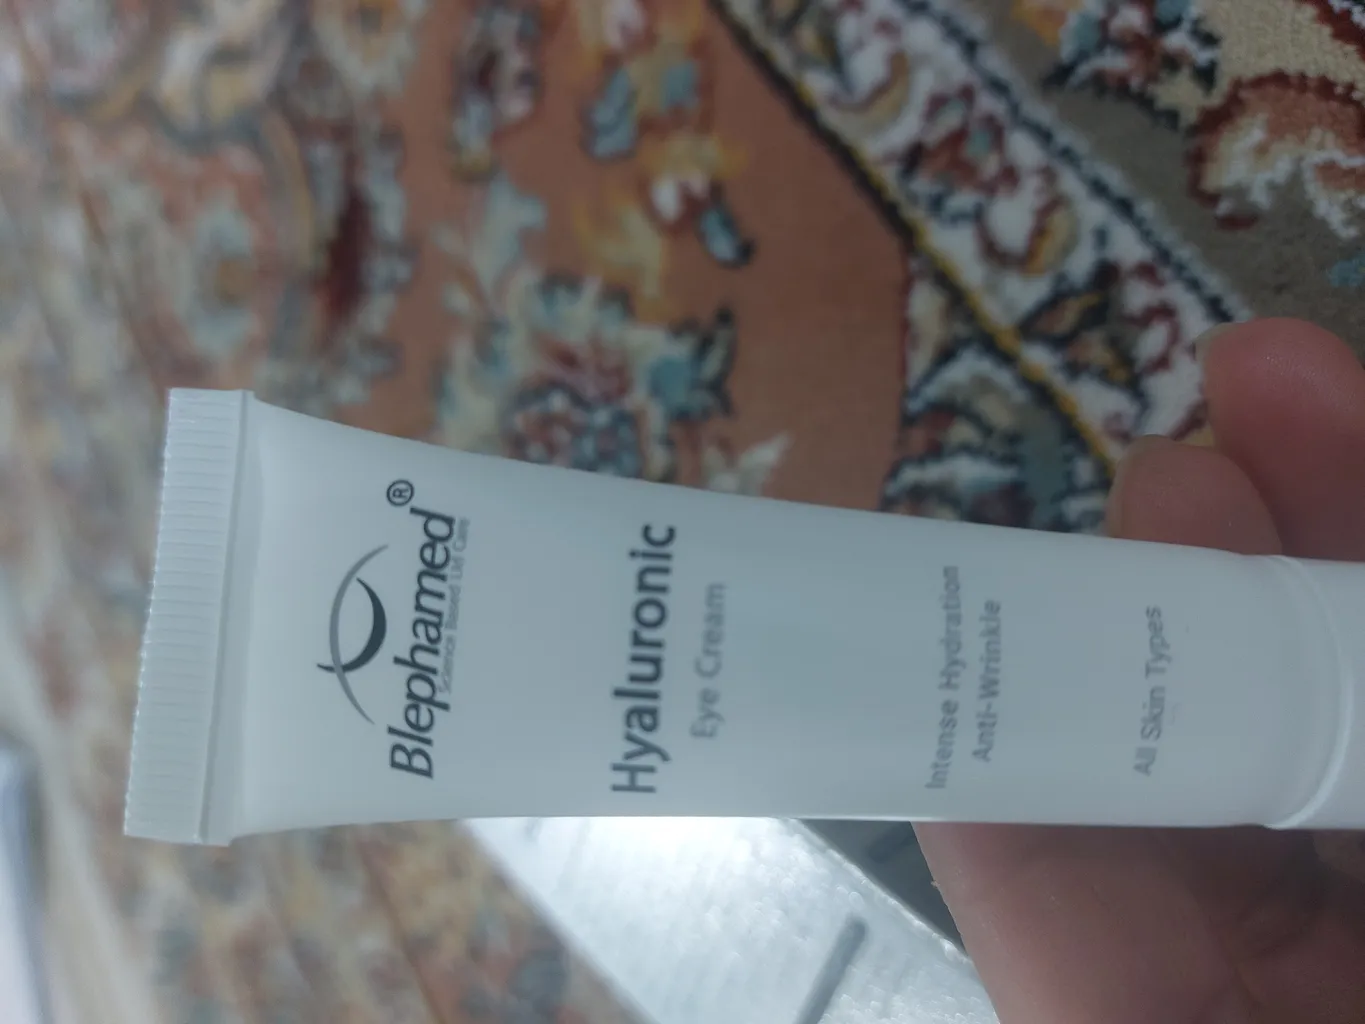 Blephamed®
Science Based Lid Care
Hyaluronic
Eye Cream
Intense Hydration
Anti-Wrinkle
All Skin Types